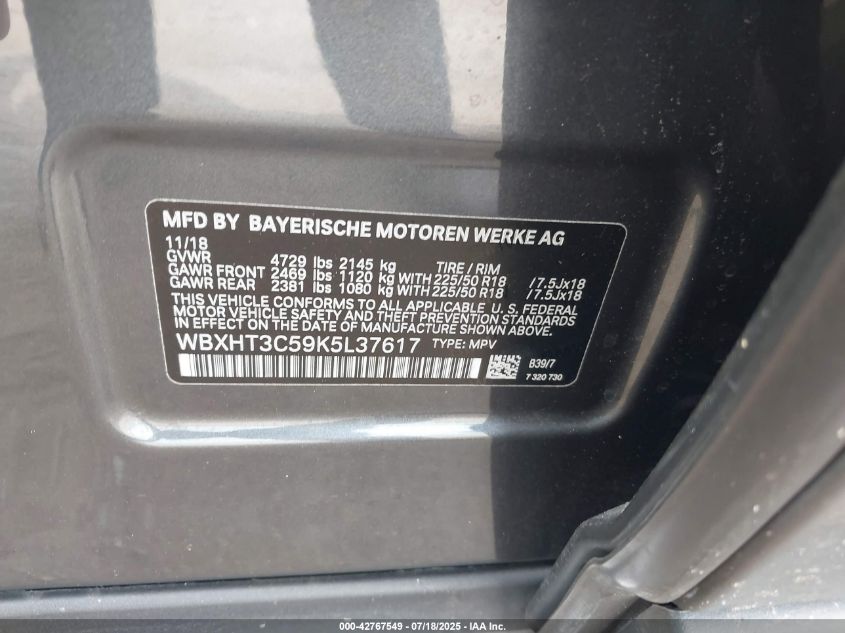 MFD BY BAYERISCHE MOTOREN WERKE AG
11/18
GVWR 4729 lbs 2145 kg TIRE / RIM
GAWR FRONT 2469 lbs 1120 kg WITH 225/50 R18 / 7.5Jx18
GAWR REAR 2381 lbs 1080 kg WITH 225/50 R18 / 7.5Jx18
THIS VEHICLE CONFORMS TO ALL APPLICABLE U. S. FEDERAL
MOTOR VEHICLE SAFETY AND THEFT PREVENTION STANDARDS
IN EFFECT ON THE DATE OF MANUFACTURE SHOWN ABOVE.
WBXHT3C59K5L37617 TYPE: MPV
B39/7
7 320 730
000-42767549 - 07/18/2025 - IAA Inc.